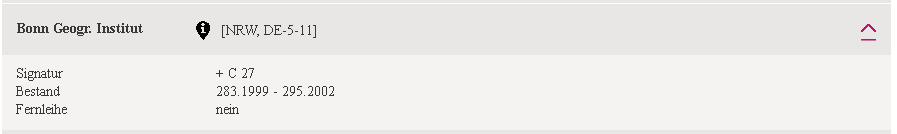 Bonn Geogr. Institut [NRW, DE-5-11]
Signatur + C 27
Bestand 283.1999 - 295.2002
Fernleihe nein